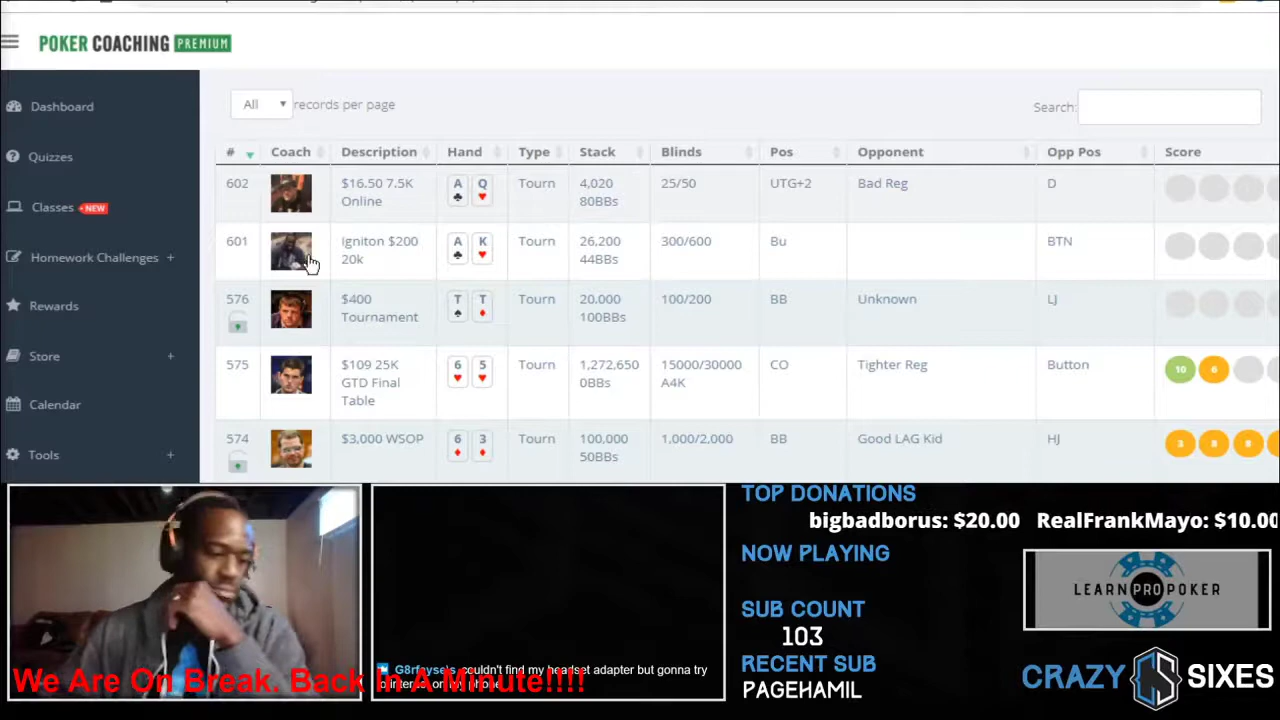 POKER COACHING PREMIUM
Dashboard
Quizzes
Classes NEW
Homework Challenges +
Rewards
Store +
Calendar
Tools +
All records per page
Search:
# Coach Description Hand Type Stack Blinds Pos Opponent Opp Pos Score
602 $16.50 7.5K A Q Tourn 4,020 25/50 UTG+2 Bad Reg D
Online 80BBs
601 Igniton $200 A K Tourn 26,200 300/600 Bu BTN
20k 44BBs
576 $400 T T Tourn 20,000 100/200 BB Unknown LJ
Tournament 100BBs
575 $109 25K 6 5 Tourn 1,272,650 15000/30000 CO Tighter Reg Button 10 6
GTD Final 0BBs A4K
Table
574 $3,000 WSOP 6 3 Tourn 100,000 1,000/2,000 BB Good LAG Kid HJ 3 8 8
50BBs
couldn't find my headset adapter but gonna try
We Are On Break. Back In A Minute!!!!
TOP DONATIONS
bigbadborus: $20.00 RealFrankMayo: $10.00
NOW PLAYING
SUB COUNT
103
RECENT SUB
PAGEHAMIL
LEARN PRO POKER
CRAZY CS SIXES